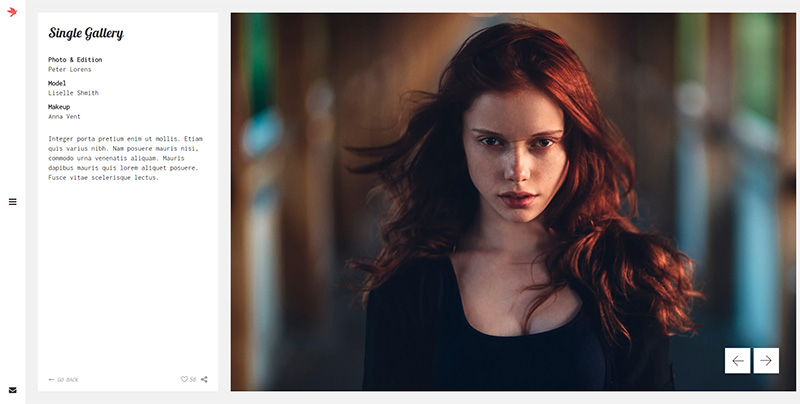 Single Gallery
Photo & Edition
Peter Lorens
Model
Liselle Shmith
Makeup
Anna Vent
Integer porta pretium enim ut mollis. Etiam
quis varius nibh. Nam posuere mauris nisi,
commodo urna venenatis aliquam. Mauris
dapibus mauris quis lorem aliquet posuere.
Fusce vitae scelerisque lectus.
← GO BACK
56